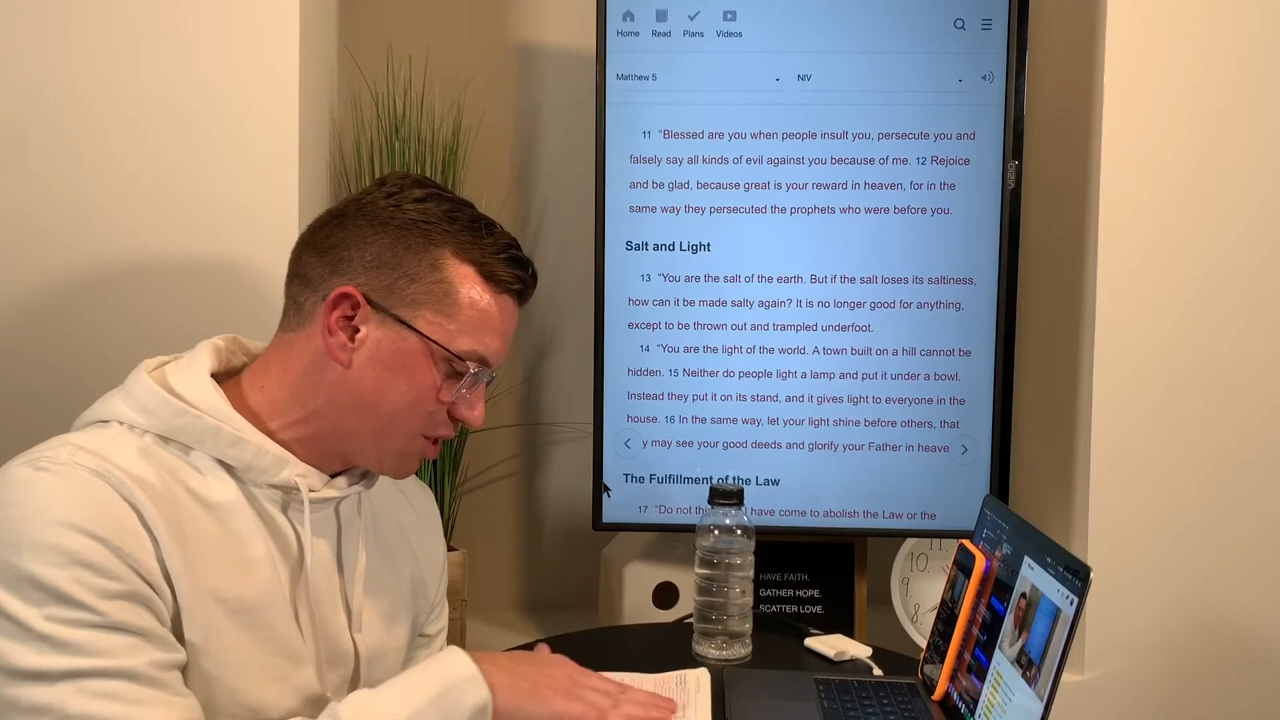 Home Read Plans Videos
Matthew 5 NIV
11 "Blessed are you when people insult you, persecute you and
falsely say all kinds of evil against you because of me. 12 Rejoice
and be glad, because great is your reward in heaven, for in the
same way they persecuted the prophets who were before you.
Salt and Light
13 "You are the salt of the earth. But if the salt loses its saltiness,
how can it be made salty again? It is no longer good for anything,
except to be thrown out and trampled underfoot.
14 "You are the light of the world. A town built on a hill cannot be
hidden. 15 Neither do people light a lamp and put it under a bowl.
Instead they put it on its stand, and it gives light to everyone in the
house. 16 In the same way, let your light shine before others, that
y may see your good deeds and glorify your Father in heave
The Fulfillment of the Law
17 "Do not thi I have come to abolish the Law or the
VIZIO
HAVE FAITH.
GATHER HOPE.
SCATTER LOVE.
11.
10.
9.
8.